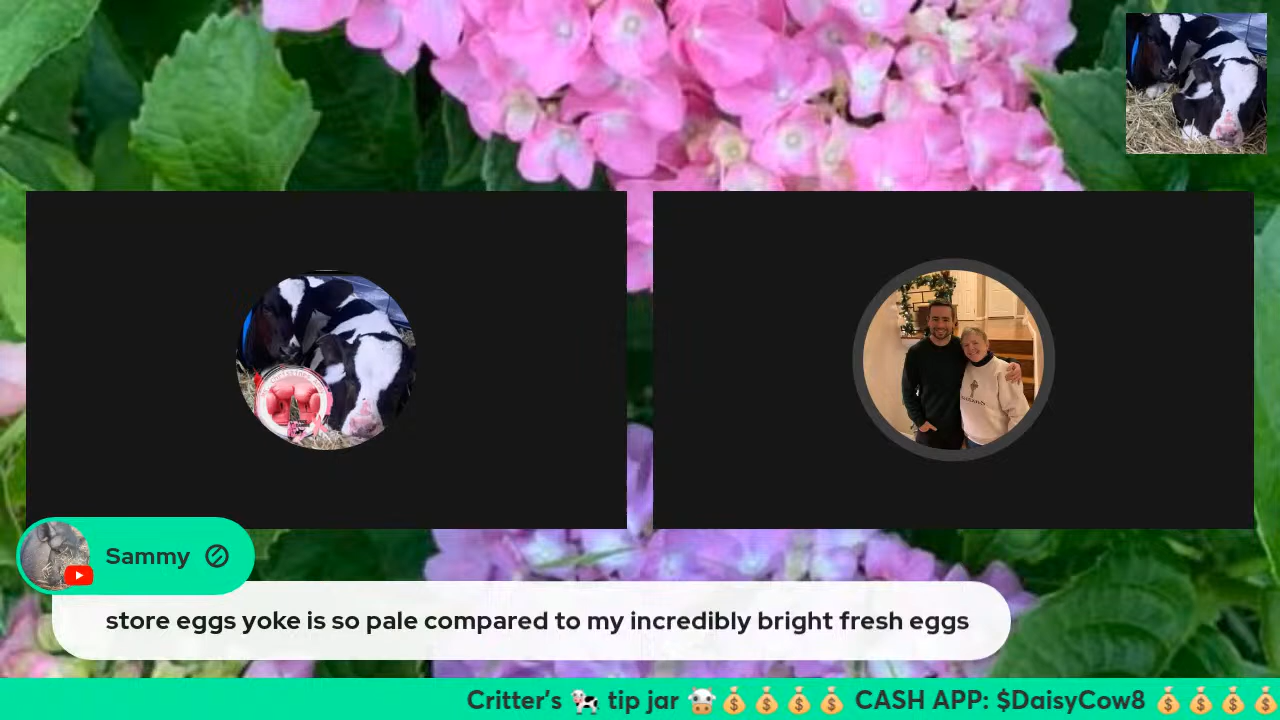 Sammy
store eggs yoke is so pale compared to my incredibly bright fresh eggs
Critter's 🐄 tip jar 🐮💰💰💰💰 CASH APP: $DaisyCow8 💰💰💰💰